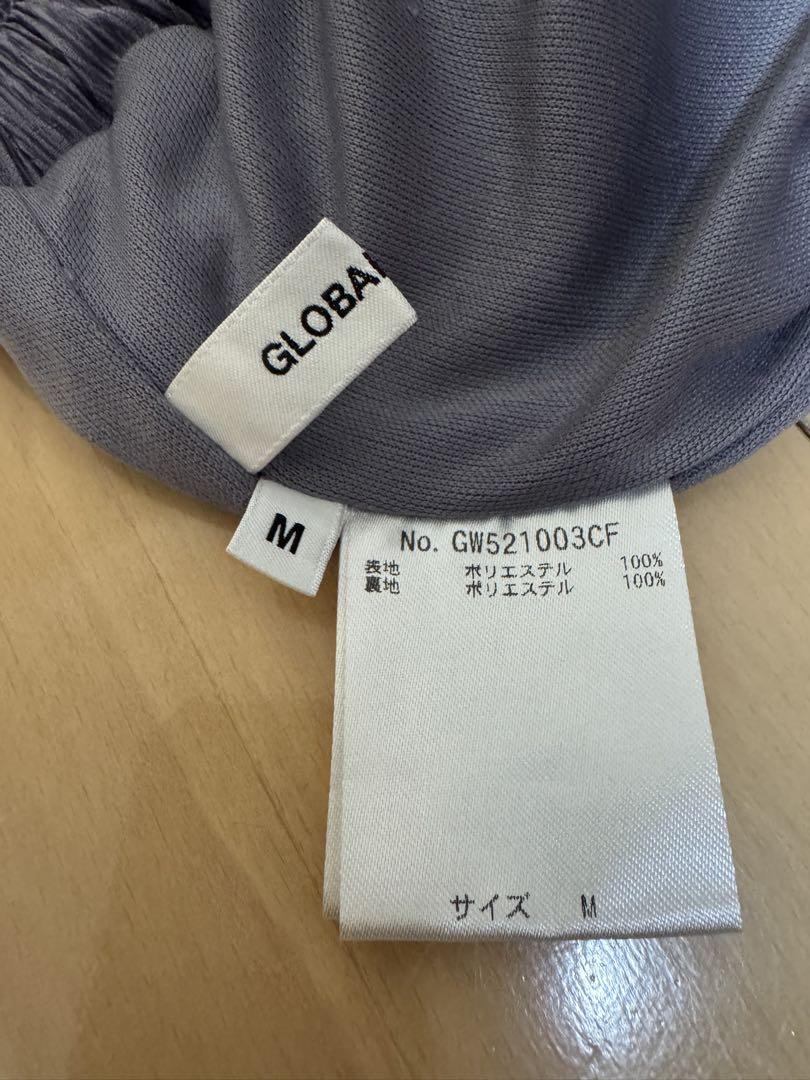 GLOBAL
M
No. GW521003CF
表地 ポリエステル 100%
裏地 ポリエステル 100%
サイズ M